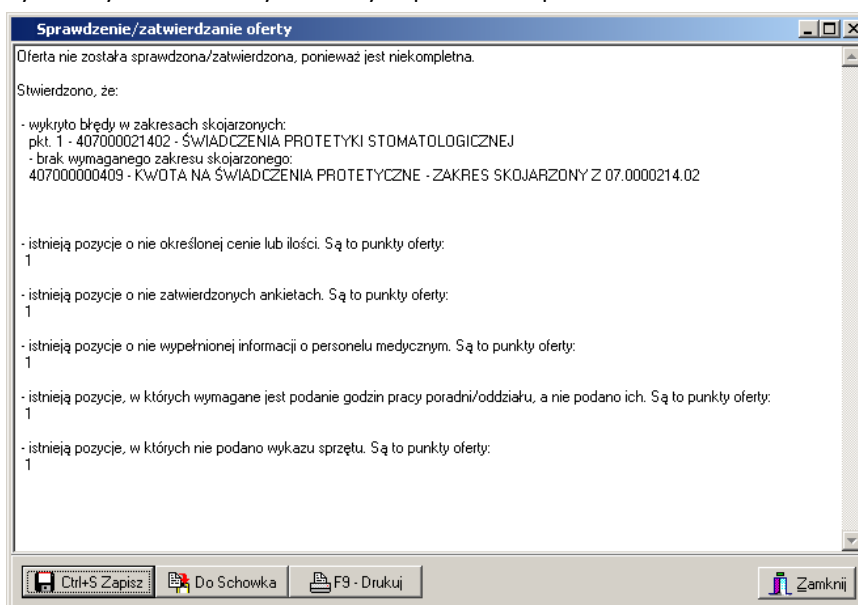 Sprawdzenie/zatwierdzanie oferty
Oferta nie została sprawdzona/zatwierdzona, ponieważ jest niekompletna.
Stwierdzono, że:
- wykryto błędy w zakresach skojarzonych:
pkt. 1 - 407000021402 - ŚWIADCZENIA PROTETYKI STOMATOLOGICZNEJ
- brak wymaganego zakresu skojarzonego:
407000000409 - KWOTA NA ŚWIADCZENIA PROTETYCZNE - ZAKRES SKOJARZONY Z 07.0000214.02
- istnieją pozycje o nie określonej cenie lub ilości. Są to punkty oferty:
1
- istnieją pozycje o nie zatwierdzonych ankietach. Są to punkty oferty:
1
- istnieją pozycje o nie wypełnionej informacji o personelu medycznym. Są to punkty oferty:
1
- istnieją pozycje, w których wymagane jest podanie godzin pracy poradni/oddziału, a nie podano ich. Są to punkty oferty:
1
- istnieją pozycje, w których nie podano wykazu sprzętu. Są to punkty oferty:
1
Ctrl+S Zapisz Do Schowka F9 - Drukuj Zamknij